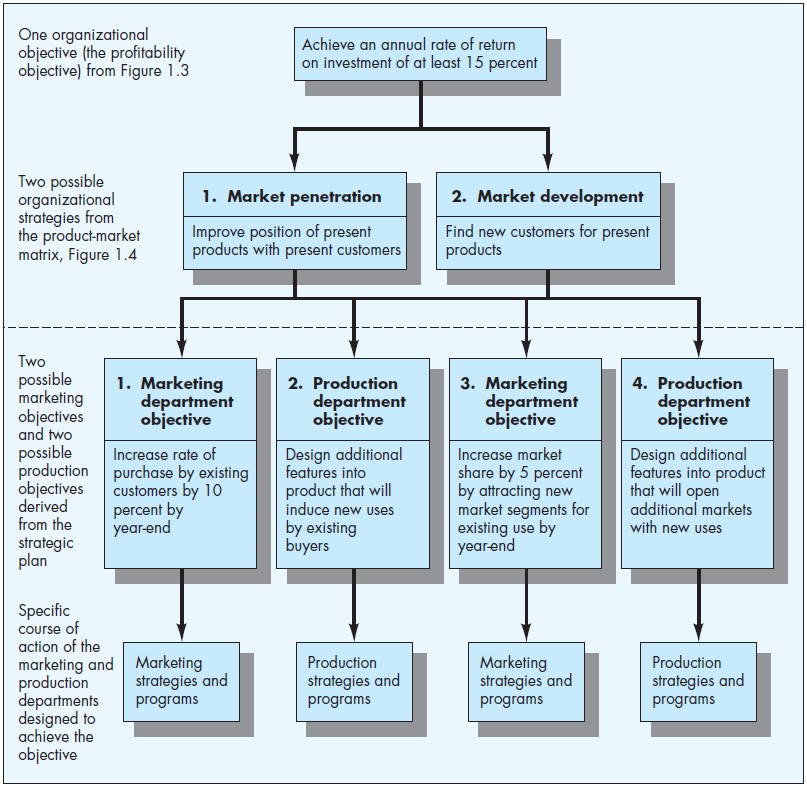 One organizational
objective (the profitability
objective) from Figure 1.3
Achieve an annual rate of return
on investment of at least 15 percent
Two possible
organizational
strategies from
the product-market
matrix, Figure 1.4
1. Market penetration
Improve position of present
products with present customers
2. Market development
Find new customers for present
products
Two
possible
marketing
objectives
and two
possible
production
objectives
derived
from the
strategic
plan
1. Marketing
department
objective
Increase rate of
purchase by existing
customers by 10
percent by
year-end
2. Production
department
objective
Design additional
features into
product that will
induce new uses
by existing
buyers
3. Marketing
department
objective
Increase market
share by 5 percent
by attracting new
market segments for
existing use by
year-end
4. Production
department
objective
Design additional
features into product
that will open
additional markets
with new uses
Specific
course of
action of the
marketing and
production
departments
designed to
achieve the
objective
Marketing
strategies and
programs
Production
strategies and
programs
Marketing
strategies and
programs
Production
strategies and
programs